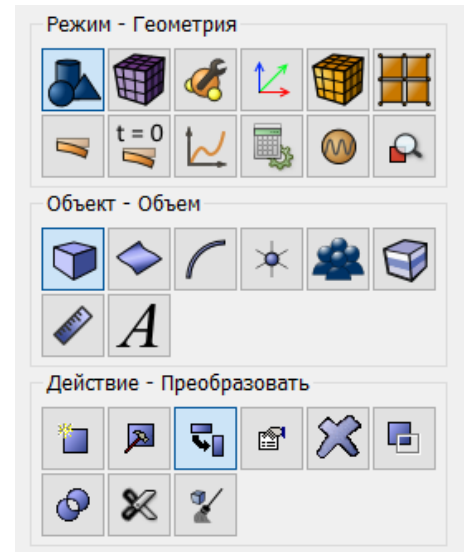 Режим - Геометрия
t = 0
Объект - Объем
A
Действие - Преобразовать